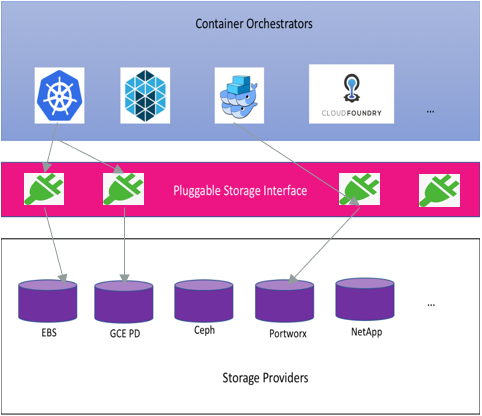 Container Orchestrators
CLOUDFOUNDRY
...
Pluggable Storage Interface
EBS
GCE PD
Ceph
Portworx
NetApp
...
Storage Providers